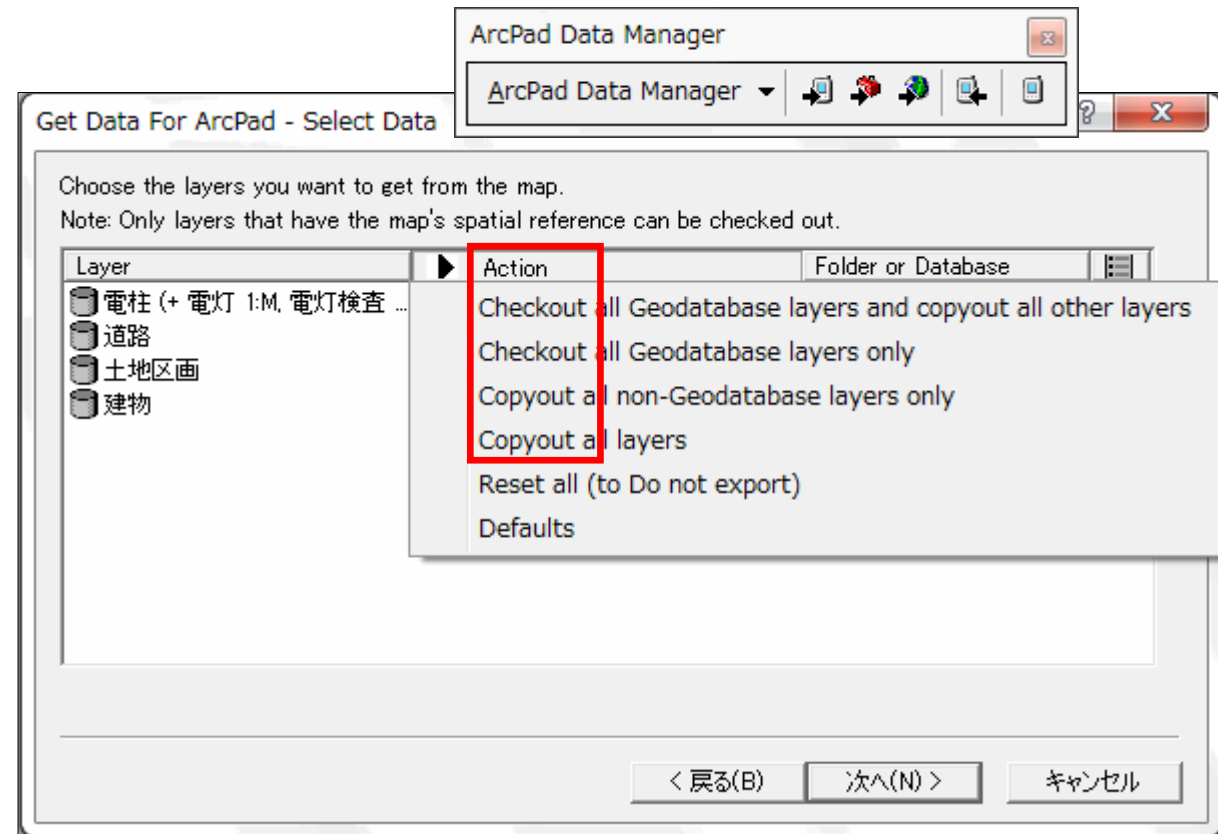 ArcPad Data Manager
ArcPad Data Manager
Get Data For ArcPad - Select Data
Choose the layers you want to get from the map.
Note: Only layers that have the map's spatial reference can be checked out.
Layer Action Folder or Database
電柱 (+ 電灯 1:M, 電灯検査 ...
道路
土地区画
建物
Checkout all Geodatabase layers and copyout all other layers
Checkout all Geodatabase layers only
Copyout all non-Geodatabase layers only
Copyout all layers
Reset all (to Do not export)
Defaults
< 戻る(B) 次へ(N) > キャンセル